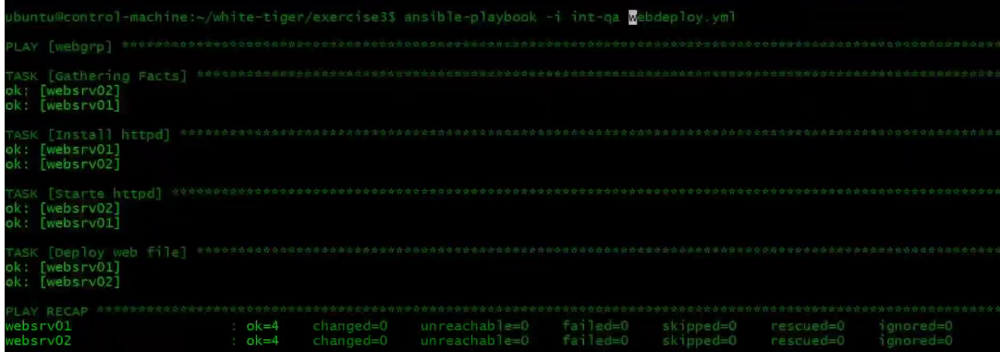 ubuntu@control-machine:~/white-tiger/exercise3$ ansible-playbook -i int-qa webdeploy.yml
PLAY [webgrp] ****************************************************************************************************
TASK [Gathering Facts] *******************************************************************************************
ok: [websrv02]
ok: [websrv01]
TASK [Install httpd] *********************************************************************************************
ok: [websrv01]
ok: [websrv02]
TASK [Starte httpd] **********************************************************************************************
ok: [websrv02]
ok: [websrv01]
TASK [Deploy web file] *******************************************************************************************
ok: [websrv01]
ok: [websrv02]
PLAY RECAP *******************************************************************************************************
websrv01 : ok=4 changed=0 unreachable=0 failed=0 skipped=0 rescued=0 ignored=0
websrv02 : ok=4 changed=0 unreachable=0 failed=0 skipped=0 rescued=0 ignored=0